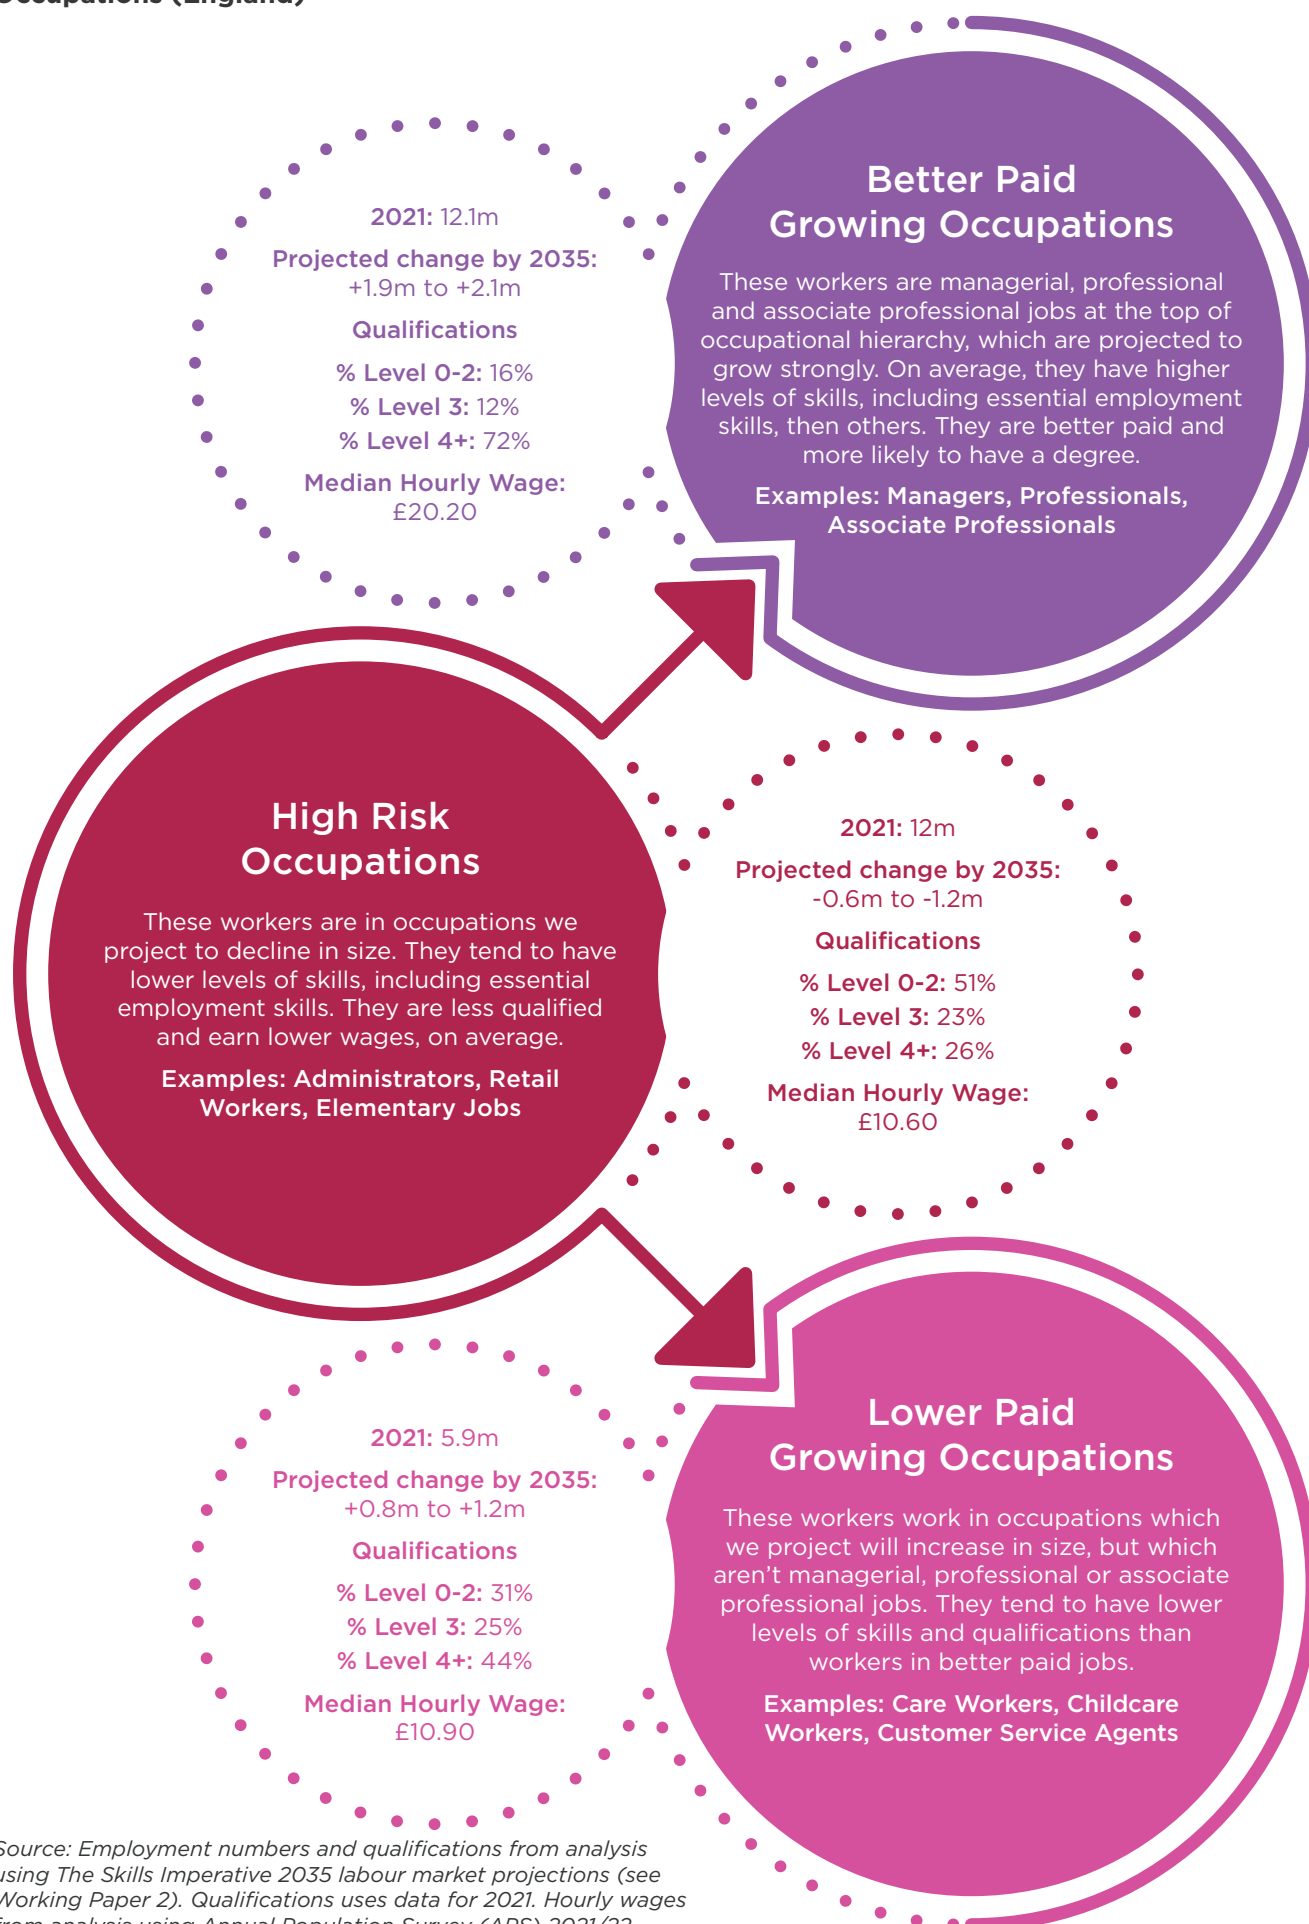 Occupations (England)
Better Paid
Growing Occupations
These workers are managerial, professional
and associate professional jobs at the top of
occupational hierarchy, which are projected to
grow strongly. On average, they have higher
levels of skills, including essential employment
skills, then others. They are better paid and
more likely to have a degree.
Examples: Managers, Professionals,
Associate Professionals
2021: 12.1m
Projected change by 2035:
+1.9m to +2.1m
Qualifications
% Level 0-2: 16%
% Level 3: 12%
% Level 4+: 72%
Median Hourly Wage:
£20.20
High Risk
Occupations
These workers are in occupations we
project to decline in size. They tend to have
lower levels of skills, including essential
employment skills. They are less qualified
and earn lower wages, on average.
Examples: Administrators, Retail
Workers, Elementary Jobs
2021: 12m
Projected change by 2035:
-0.6m to -1.2m
Qualifications
% Level 0-2: 51%
% Level 3: 23%
% Level 4+: 26%
Median Hourly Wage:
£10.60
Lower Paid
Growing Occupations
These workers work in occupations which
we project will increase in size, but which
aren't managerial, professional or associate
professional jobs. They tend to have lower
levels of skills and qualifications than
workers in better paid jobs.
Examples: Care Workers, Childcare
Workers, Customer Service Agents
2021: 5.9m
Projected change by 2035:
+0.8m to +1.2m
Qualifications
% Level 0-2: 31%
% Level 3: 25%
% Level 4+: 44%
Median Hourly Wage:
£10.90
Source: Employment numbers and qualifications from analysis
using The Skills Imperative 2035 labour market projections (see
Working Paper 2). Qualifications uses data for 2021. Hourly wages
from analysis using Annual Population Survey (APS) 2021/22.